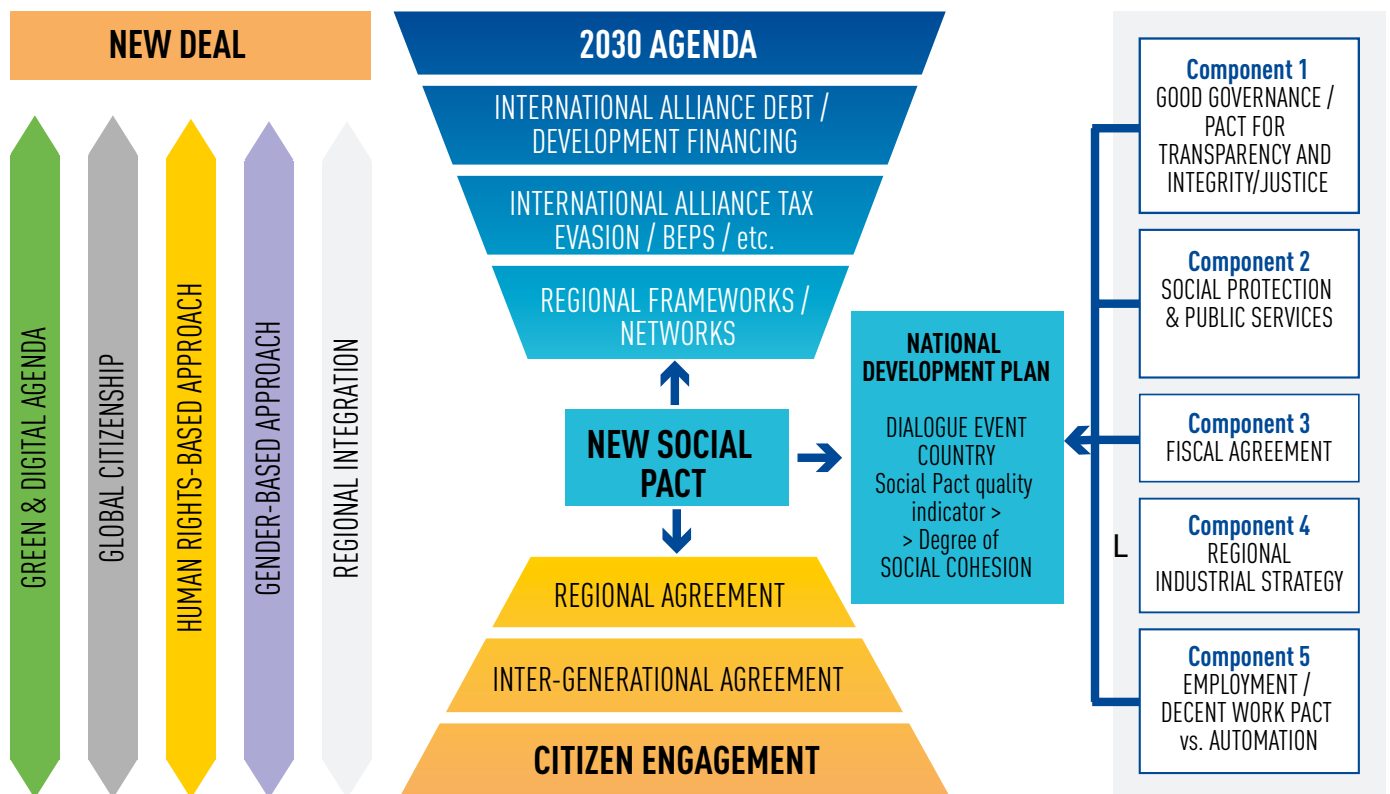 NEW DEAL
GREEN & DIGITAL AGENDA
GLOBAL CITIZENSHIP
HUMAN RIGHTS-BASED APPROACH
GENDER-BASED APPROACH
REGIONAL INTEGRATION
2030 AGENDA
INTERNATIONAL ALLIANCE DEBT /
DEVELOPMENT FINANCING
INTERNATIONAL ALLIANCE TAX
EVASION / BEPS / etc.
REGIONAL FRAMEWORKS /
NETWORKS
NEW SOCIAL
PACT
REGIONAL AGREEMENT
INTER-GENERATIONAL AGREEMENT
CITIZEN ENGAGEMENT
NATIONAL
DEVELOPMENT PLAN
DIALOGUE EVENT
COUNTRY
Social Pact quality
indicator >
> Degree of
SOCIAL COHESION
Component 1
GOOD GOVERNANCE /
PACT FOR
TRANSPARENCY AND
INTEGRITY/JUSTICE
Component 2
SOCIAL PROTECTION
& PUBLIC SERVICES
Component 3
FISCAL AGREEMENT
L
Component 4
REGIONAL
INDUSTRIAL STRATEGY
Component 5
EMPLOYMENT /
DECENT WORK PACT
vs. AUTOMATION